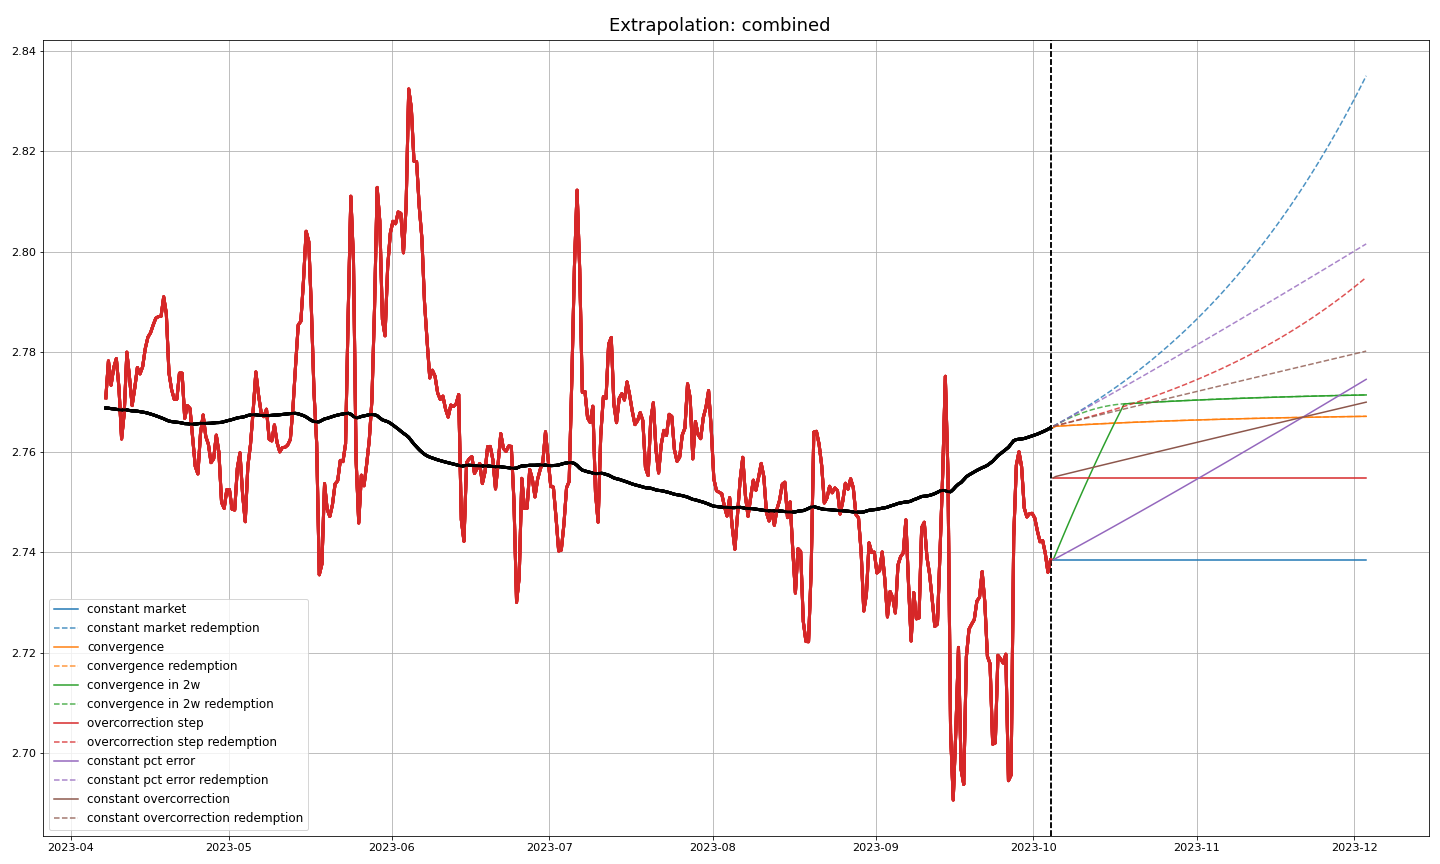 Extrapolation: combined
2.84
2.82
2.80
2.78
2.76
2.74
2.72
2.70
constant market
constant market redemption
convergence
convergence redemption
convergence in 2w
convergence in 2w redemption
overcorrection step
overcorrection step redemption
constant pct error
constant pct error redemption
constant overcorrection
constant overcorrection redemption
2023-04 2023-05 2023-06 2023-07 2023-08 2023-09 2023-10 2023-11 2023-12